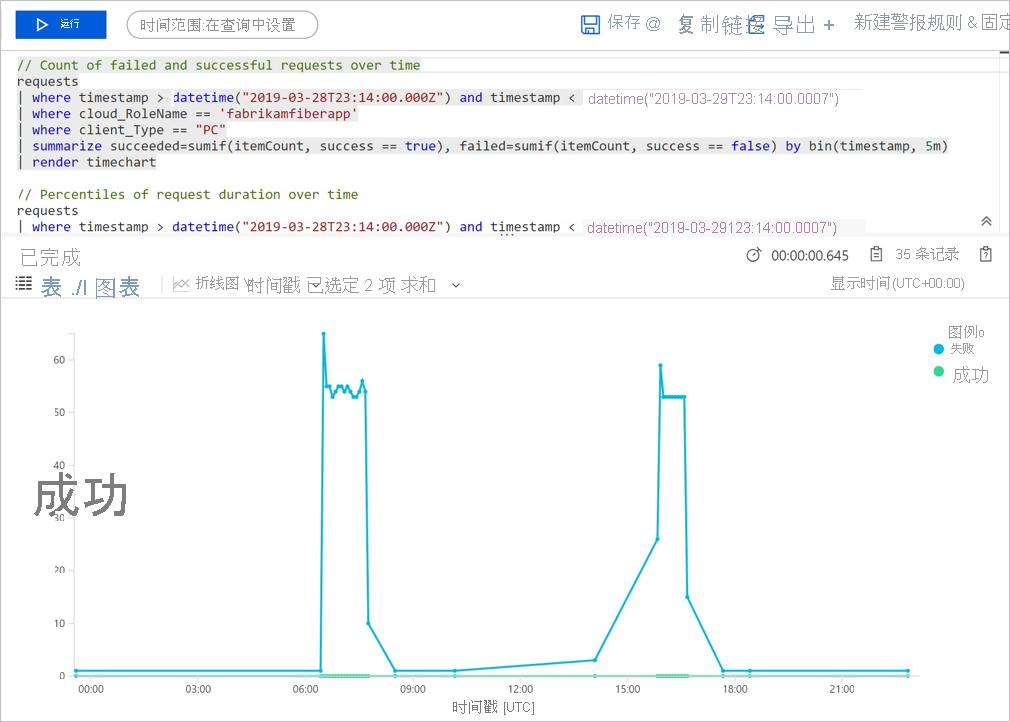 运行
时间范围:在查询中设置
保存 @ 复制链接 导出 + 新建警报规则 & 固定
// Count of failed and successful requests over time
requests
| where timestamp > datetime("2019-03-28T23:14:00.000Z") and timestamp < datetime("2019-03-29T23:14:00.0007")
| where cloud_RoleName == 'fabrikamfiberapp'
| where client_Type == "PC"
| summarize succeeded=sumif(itemCount, success == true), failed=sumif(itemCount, success == false) by bin(timestamp, 5m)
| render timechart
// Percentiles of request duration over time
requests
| where timestamp > datetime("2019-03-28T23:14:00.000Z") and timestamp < datetime("2019-03-29123:14:00.0007")
已完成
00:00:00.645
35 条记录
表 ./I 图表
折线图 时间戳 已选定 2 项 求和
显示时间(UTC+00:00)
图例o
失败
成功
60
50
40
成功
30
20
10
0
00:00 03:00 06:00 09:00 12:00 15:00 18:00 21:00
时间戳 [UTC]